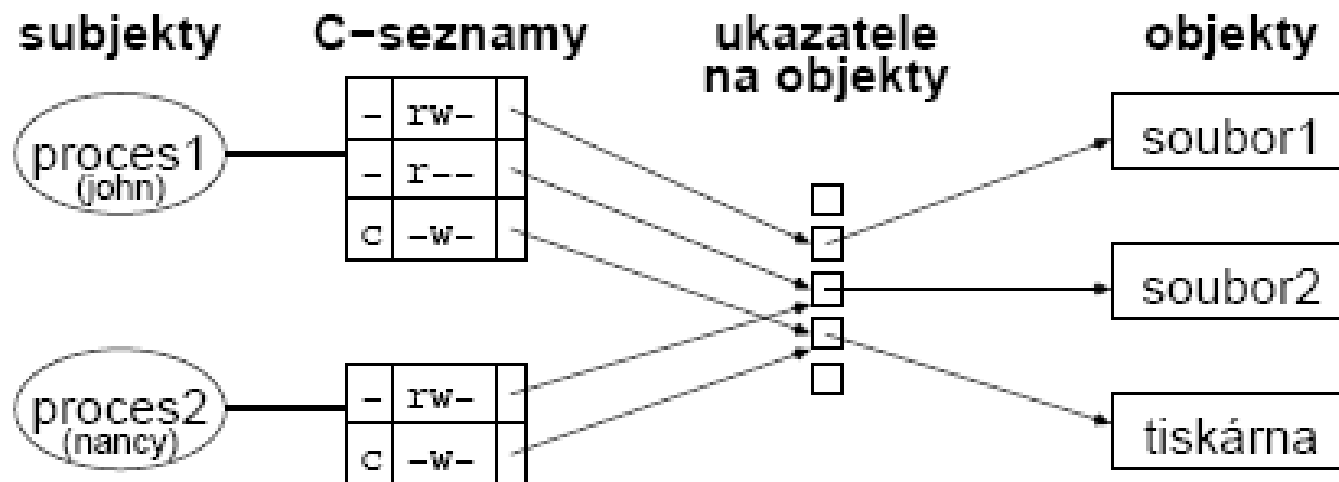 subjekty
C-seznamy
ukazatele
na objekty
objekty
proces1
(john)
- rw-
- r--
C -w-
proces2
(nancy)
- rw-
C -w-
soubor1
soubor2
tiskárna